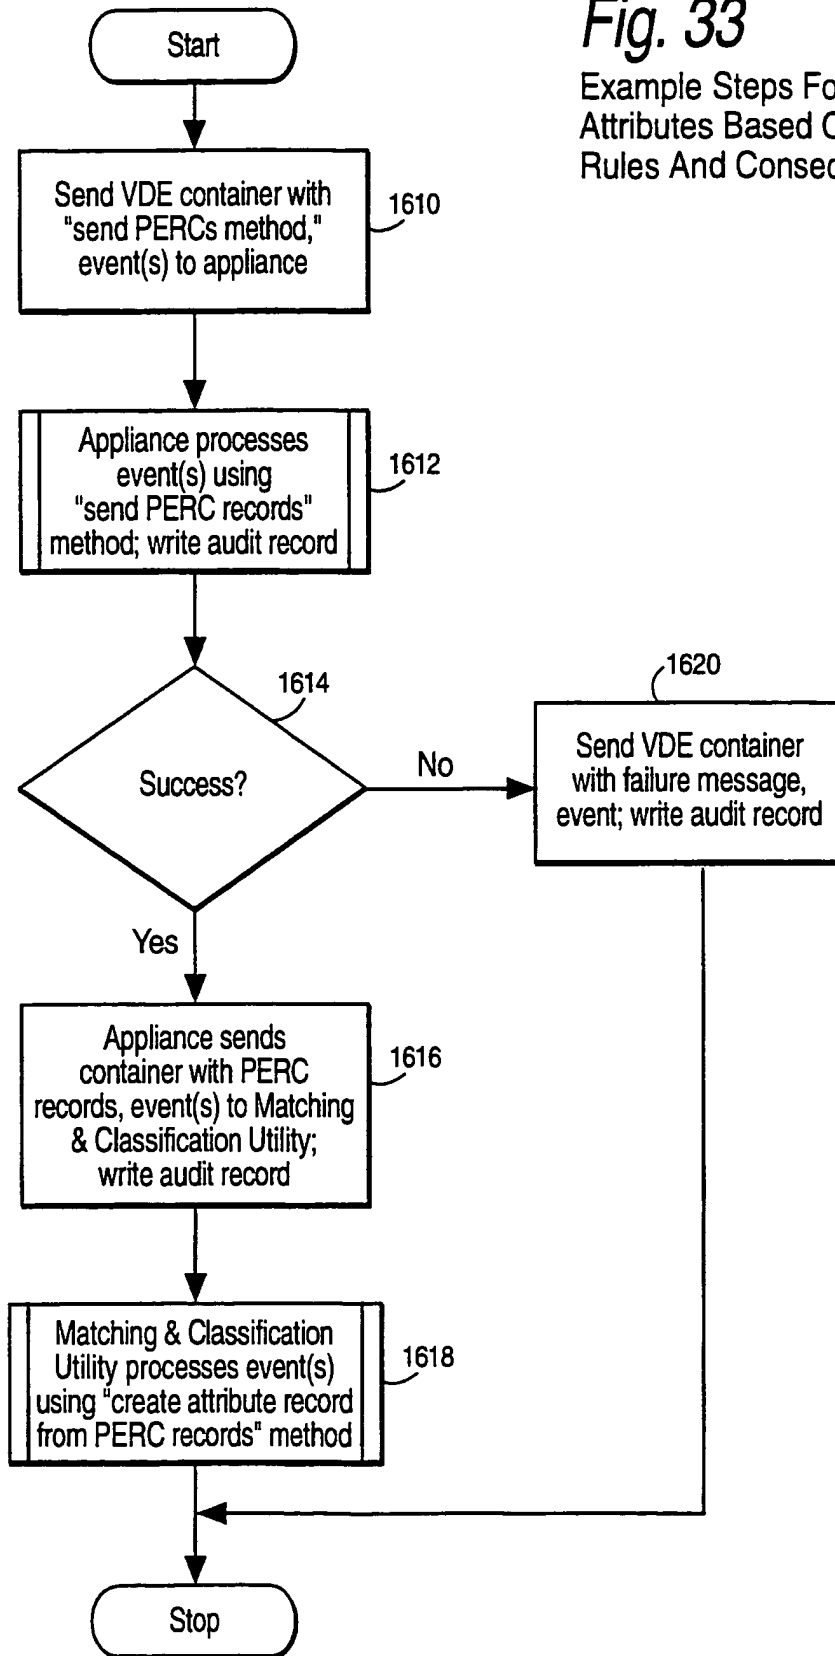 Fig. 33
Example Steps
Attributes Based
Rules And
Start
Send VDE container with
"send PERCs method,"
event(s) to appliance
1610
Appliance processes
event(s) using
"send PERC records"
method; write audit record
1612
1614
Success?
No
1620
Send VDE container
with failure message,
event; write audit record
Yes
Appliance sends
container with PERC
records, event(s) to Matching
& Classification Utility;
write audit record
1616
Matching & Classification
Utility processes event(s)
using "create attribute record
from PERC records" method
1618
Stop